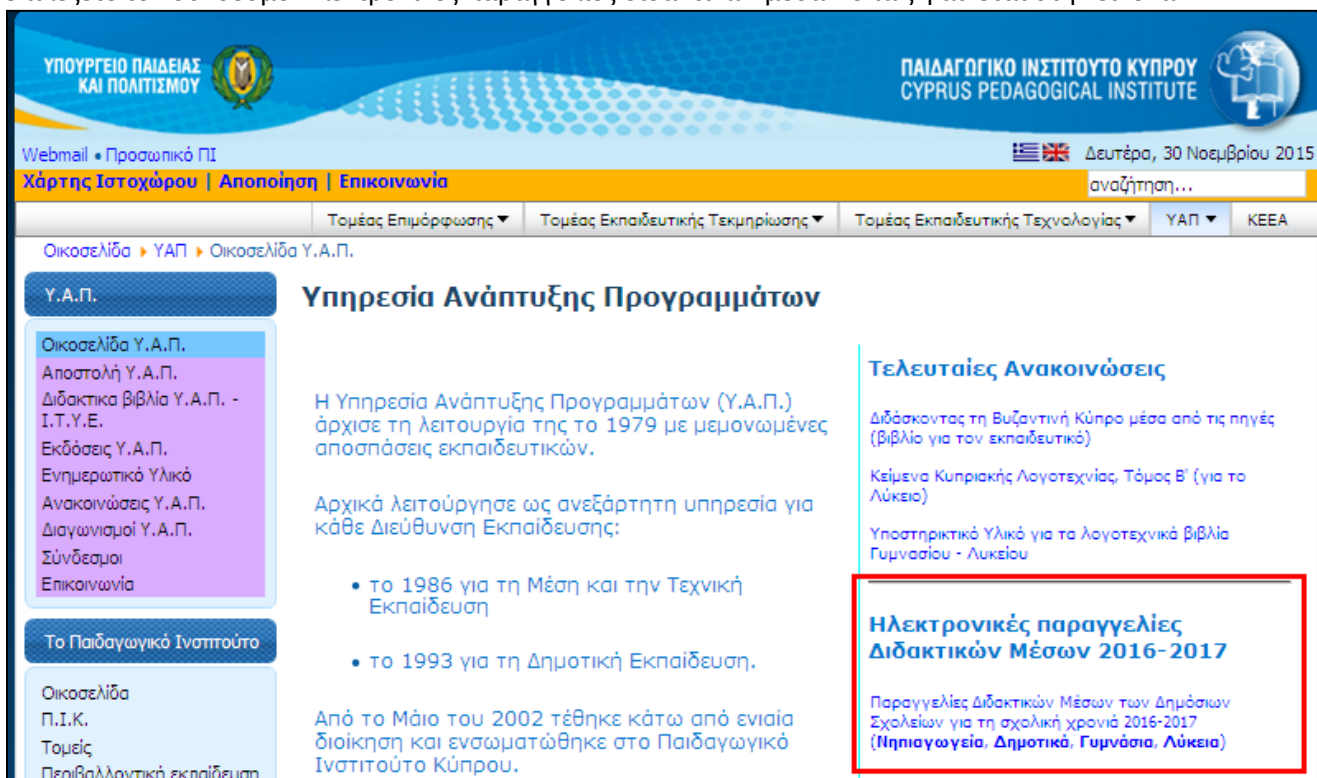 ΥΠΟΥΡΓΕΙΟ ΠΑΙΔΕΙΑΣ
ΚΑΙ ΠΟΛΙΤΙΣΜΟΥ
ΠΑΙΔΑΓΩΓΙΚΟ ΙΝΣΤΙΤΟΥΤΟ ΚΥΠΡΟΥ
CYPRUS PEDAGOGICAL INSTITUTE
Webmail • Προσωπικό ΠΙ
Δευτέρα, 30 Νοεμβρίου 2015
Χάρτης Ιστοχώρου | Αποποίηση | Επικοινωνία
αναζήτηση...
Τομέας Επιμόρφωσης
Τομέας Εκπαιδευτικής Τεκμηρίωσης
Τομέας Εκπαιδευτικής Τεχνολογίας
ΥΑΠ
ΚΕΕΑ
Οικοσελίδα ΥΑΠ Οικοσελίδα Υ.Α.Π.
Υ.Α.Π.
Οικοσελίδα Υ.Α.Π.
Αποστολή Υ.Α.Π.
Διδακτικα βιβλία Υ.Α.Π. -
Ι.Τ.Υ.Ε.
Εκδόσεις Υ.Α.Π.
Ενημερωτικό Υλικό
Ανακοινώσεις Υ.Α.Π.
Διαγωνισμοί Υ.Α.Π.
Σύνδεσμοι
Επικοινωνία
Το Παιδαγωγικό Ινστιτούτο
Οικοσελίδα
Π.Ι.Κ.
Τομείς
Περιβαλλοντική εκπαίδευση
Υπηρεσία Ανάπτυξης Προγραμμάτων
Η Υπηρεσία Ανάπτυξης Προγραμμάτων (Υ.Α.Π.)
άρχισε τη λειτουργία της το 1979 με μεμονωμένες
αποσπάσεις εκπαιδευτικών.
Αρχικά λειτούργησε ως ανεξάρτητη υπηρεσία για
κάθε Διεύθυνση Εκπαίδευσης:
• το 1986 για τη Μέση και την Τεχνική
Εκπαίδευση
• το 1993 για τη Δημοτική Εκπαίδευση.
Από το Μάιο του 2002 τέθηκε κάτω από ενιαία
διοίκηση και ενσωματώθηκε στο Παιδαγωγικό
Ινστιτούτο Κύπρου.
Τελευταίες Ανακοινώσεις
Διδάσκοντας τη Βυζαντινή Κύπρο μέσα από τις πηγές
(βιβλίο για τον εκπαιδευτικό)
Κείμενα Κυπριακής Λογοτεχνίας, Τόμος Β' (για το
Λύκειο)
Υποστηρικτικό Υλικό για τα λογοτεχνικά βιβλία
Γυμνασίου - Λυκείου
Ηλεκτρονικές παραγγελίες
Διδακτικών Μέσων 2016-2017
Παραγγελίες Διδακτικών Μέσων των Δημόσιων
Σχολείων για τη σχολική χρονιά 2016-2017
(Νηπιαγωγεία, Δημοτικά, Γυμνάσια, Λύκεια)